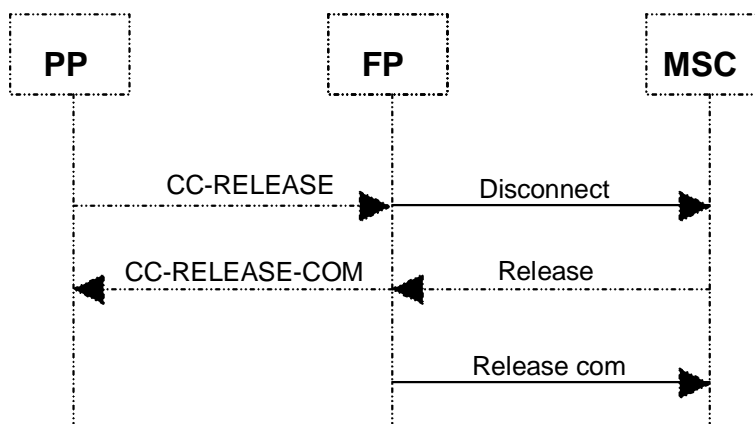 PP FP MSC
CC-RELEASE Disconnect
CC-RELEASE-COM Release
Release com